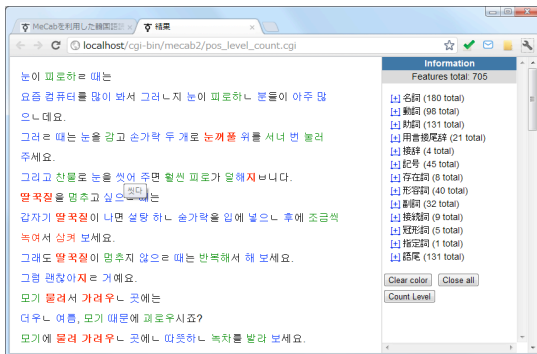 MeCabを利用した韓国語形
結果
localhost/cgi-bin/mecab2/pos_level_count.cgi
눈이 피로하ㄹ 때는
요즘 컴퓨터를 많이 봐서 그러ㄴ지 눈이 피로하ㄴ 분들이 아주 많
으ㄴ데요.
그러ㄹ 때는 눈을 감고 손가락 두 개로 눈꺼풀 위를 서너 번 눌러
주세요.
그리고 찬물로 눈을 씻어 주면 훨씬 피로가 덜해지ㅂ니다.
씻다
딸꾹질을 멈추고 싶으ㄹ 때는
갑자기 딸꾹질이 나면 설탕 하ㄴ 숟가락을 입에 넣으ㄴ 후에 조금씩
녹여서 삼켜 보세요.
그래도 딸꾹질이 멈추지 않으ㄹ 때는 반복해서 해 보세요.
그럼 괜찮아지ㄹ 거예요.
모기 물려서 가려우ㄴ 곳에는
더우ㄴ 여름, 모기 때문에 괴로우시죠?
모기에 물려 가려우ㄴ 곳에ㄴ 따뜻하ㄴ 녹차를 발라 보세요.
Information
Features total: 705
[+] 名詞 (180 total)
[+] 動詞 (98 total)
[+] 助詞 (131 total)
[+] 用言接尾辞 (21 total)
[+] 接辞 (4 total)
[+] 記号 (45 total)
[+] 存在詞 (8 total)
[+] 形容詞 (40 total)
[+] 副詞 (32 total)
[+] 接続詞 (9 total)
[+] 冠形詞 (5 total)
[+] 指定詞 (1 total)
[+] 語尾 (131 total)
Clear color
Close all
Count Level